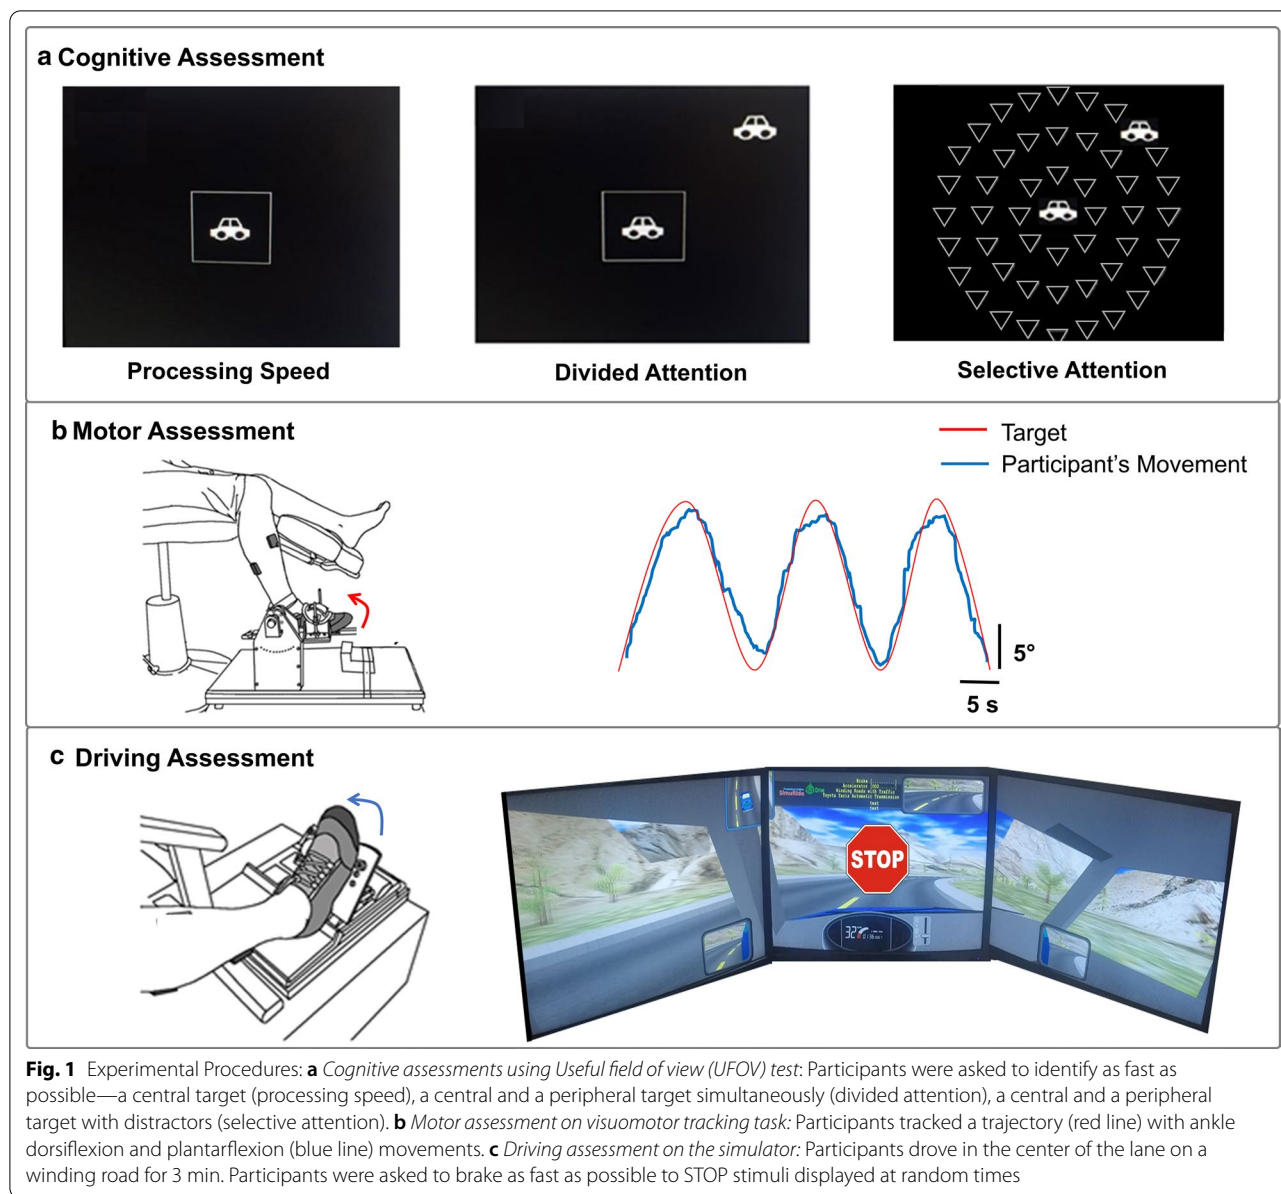 a Cognitive Assessment
Processing Speed
Divided Attention
Selective Attention
b Motor Assessment
Target
Participant's Movement
5°
5 s
c Driving Assessment
STOP
Fig. 1 Experimental Procedures: a Cognitive assessments using Useful field of view (UFOV) test: Participants were asked to identify as fast as
possible—a central target (processing speed), a central and a peripheral target simultaneously (divided attention), a central and a peripheral
target with distractors (selective attention). b Motor assessment on visuomotor tracking task: Participants tracked a trajectory (red line) with ankle
dorsiflexion and plantarflexion (blue line) movements. c Driving assessment on the simulator: Participants drove in the center of the lane on a
winding road for 3 min. Participants were asked to brake as fast as possible to STOP stimuli displayed at random times